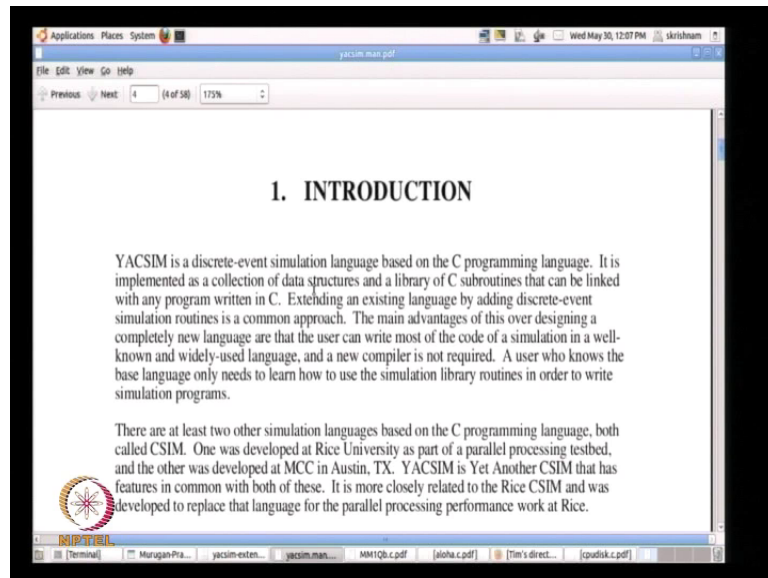 Applications Places System Wed May 30, 12:07 PM skrishnam
yacsim man.pdf
File Edit View Go Help
Previous Next 4 (4 of 58) 175%
1. INTRODUCTION
YACSIM is a discrete-event simulation language based on the C programming language. It is
implemented as a collection of data structures and a library of C subroutines that can be linked
with any program written in C. Extending an existing language by adding discrete-event
simulation routines is a common approach. The main advantages of this over designing a
completely new language are that the user can write most of the code of a simulation in a well-
known and widely-used language, and a new compiler is not required. A user who knows the
base language only needs to learn how to use the simulation library routines in order to write
simulation programs.
There are at least two other simulation languages based on the C programming language, both
called CSIM. One was developed at Rice University as part of a parallel processing testbed,
and the other was developed at MCC in Austin, TX. YACSIM is Yet Another CSIM that has
features in common with both of these. It is more closely related to the Rice CSIM and was
developed to replace that language for the parallel processing performance work at Rice.
NPTEL
[Terminal] Murugan-Pra... yacsim-exten... yacsim.man.... MM1Qb.c.pdf [aloha.c.pdf] [Tim's direct... [cpudisk.c.pdf]